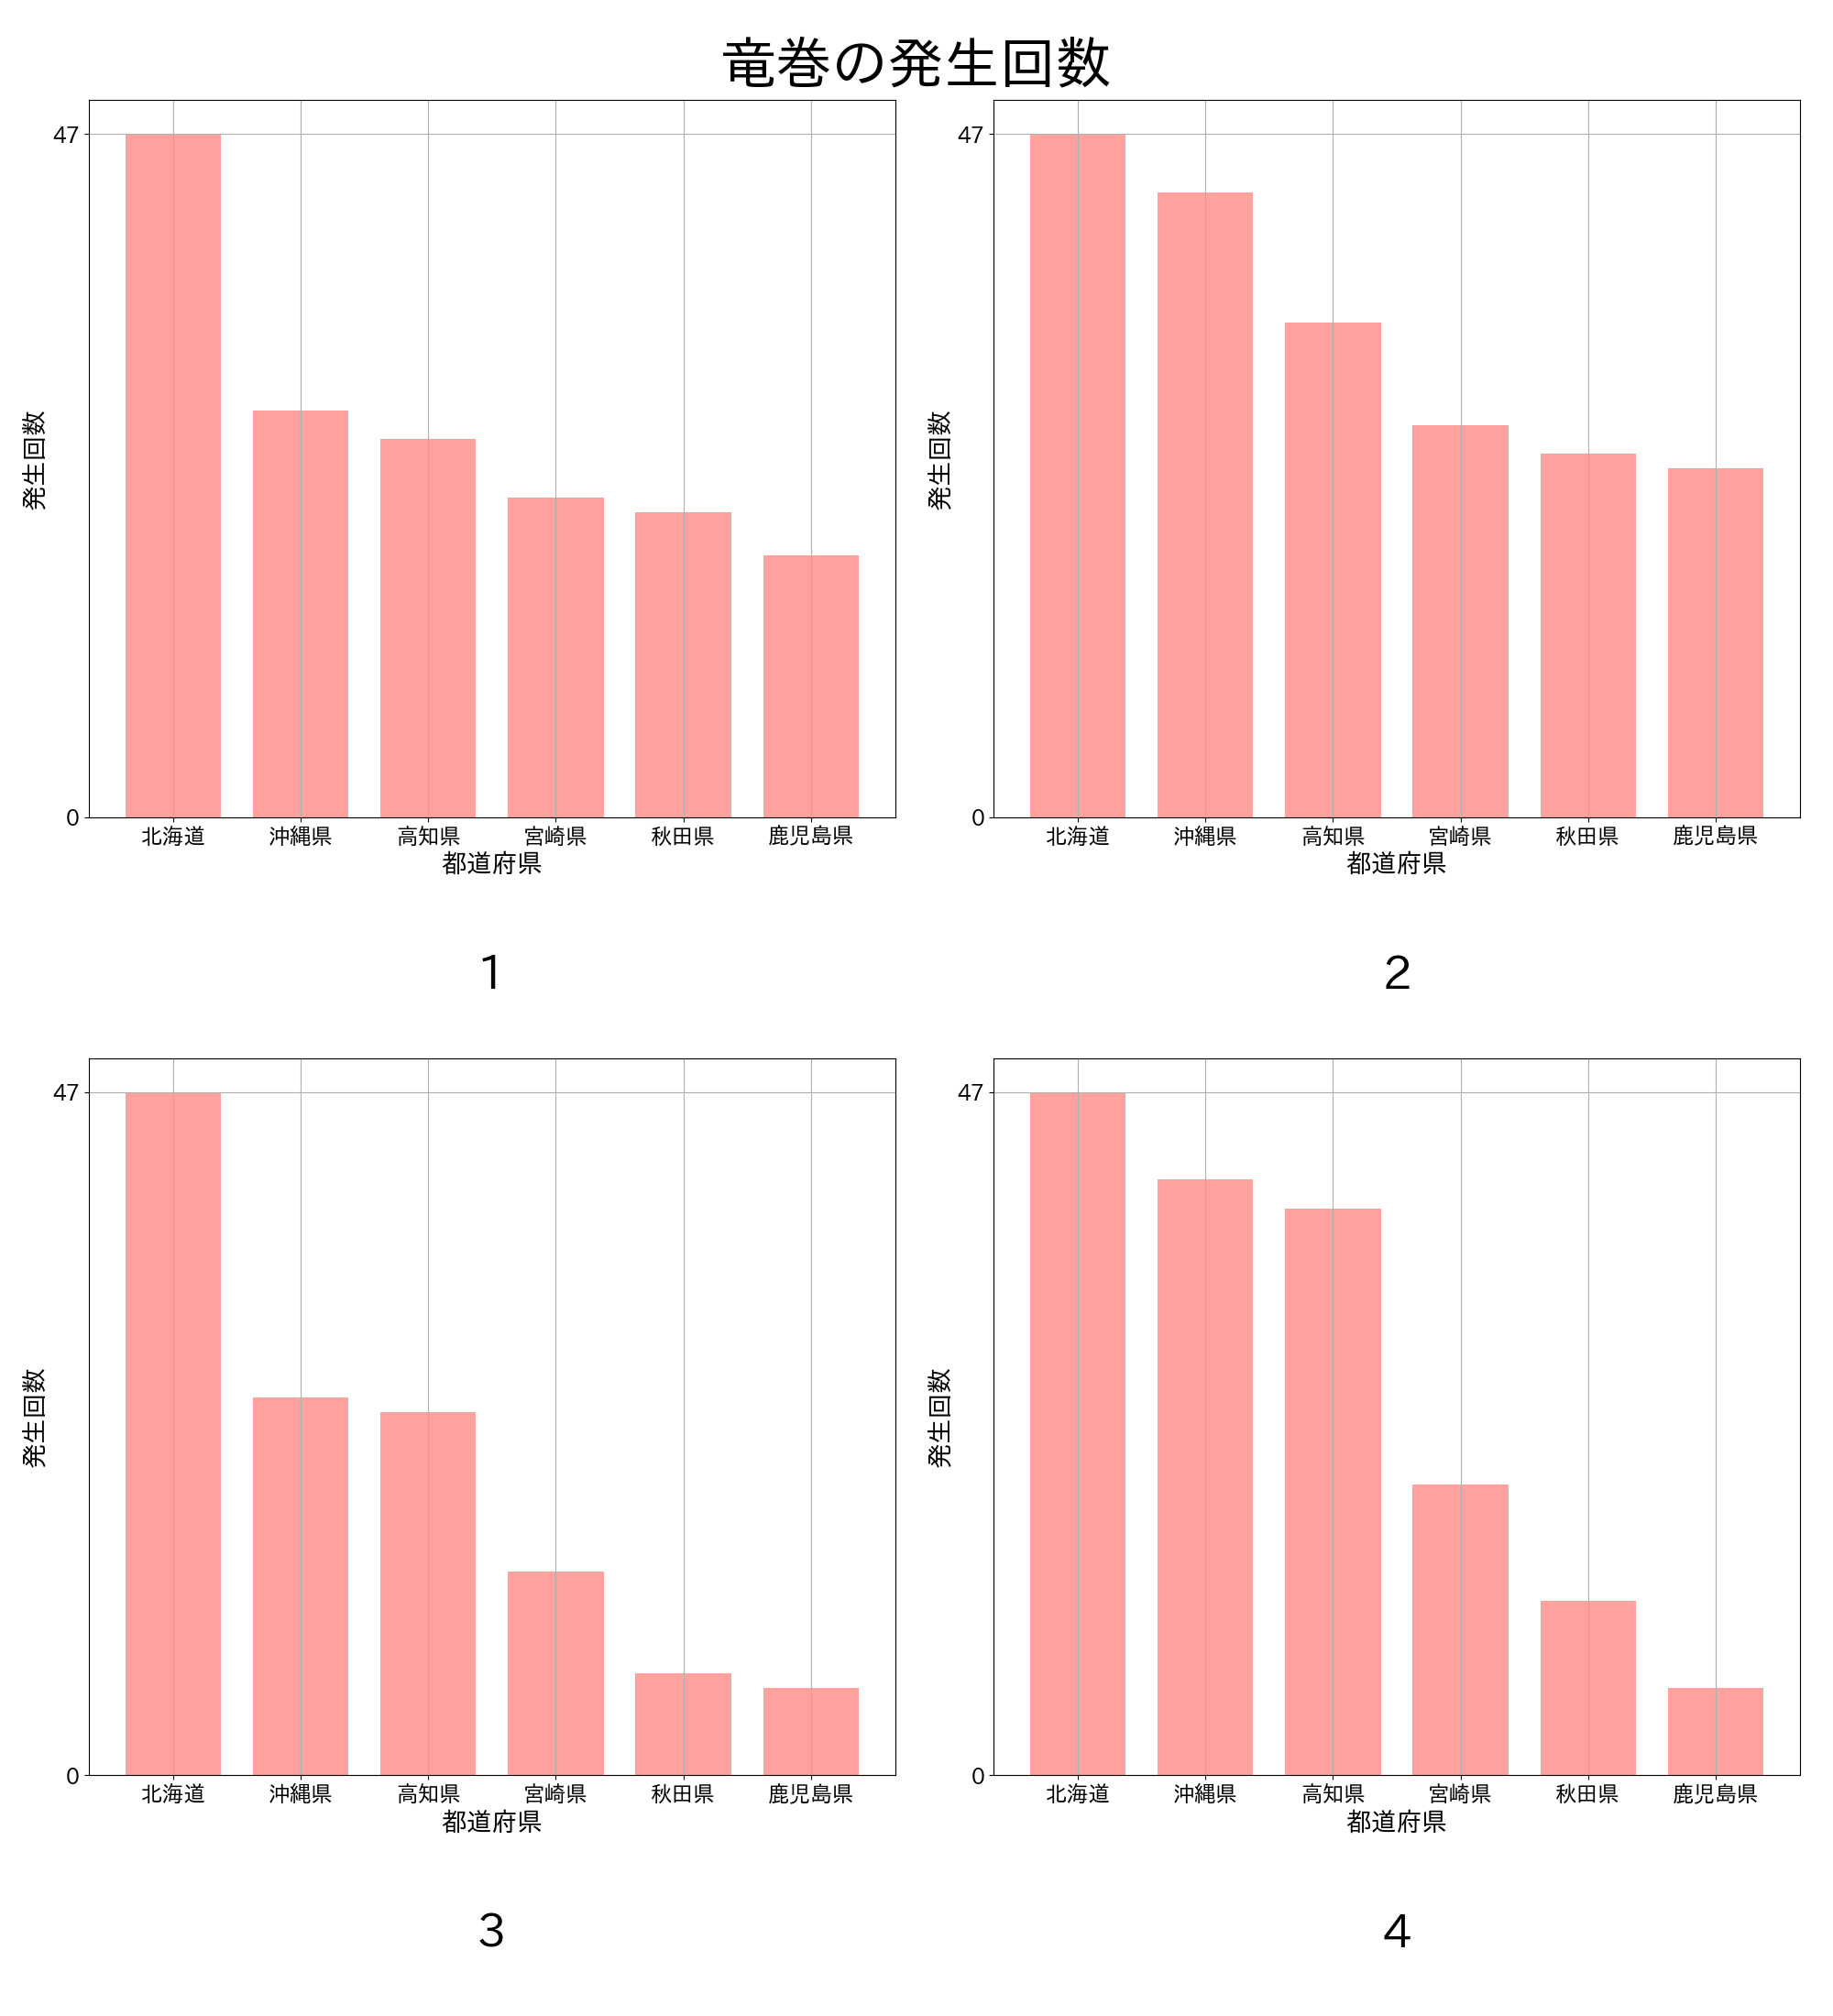 竜巻の発生回数
47
0
発生回数
北海道 沖縄県 高知県 宮崎県 秋田県 鹿児島県
都道府県
1
47
0
発生回数
北海道 沖縄県 高知県 宮崎県 秋田県 鹿児島県
都道府県
2
47
0
発生回数
北海道 沖縄県 高知県 宮崎県 秋田県 鹿児島県
都道府県
3
47
0
発生回数
北海道 沖縄県 高知県 宮崎県 秋田県 鹿児島県
都道府県
4